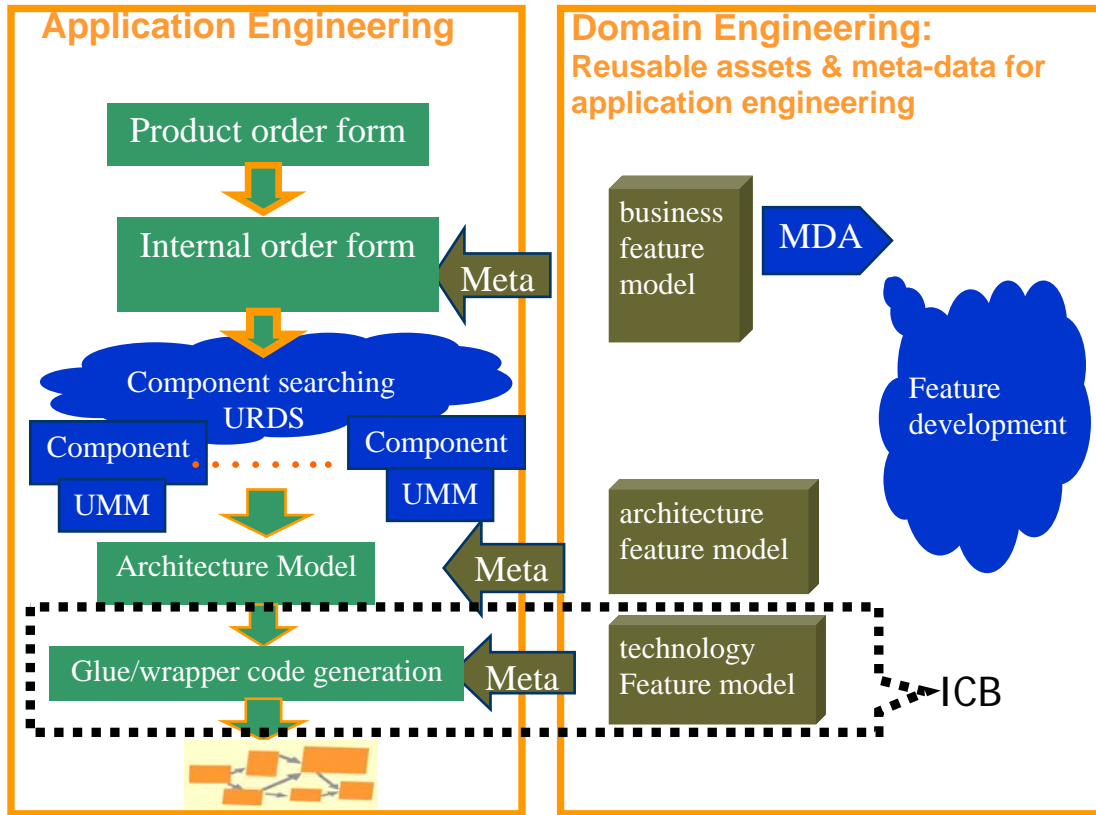 Application Engineering
Product order form
Internal order form
Meta
Component searching
URDS
Component
UMM
Component
UMM
Architecture Model
Meta
Glue/wrapper code generation
Meta
Domain Engineering:
Reusable assets & meta-data for
application engineering
business
feature
model
MDA
Feature
development
architecture
feature model
technology
Feature model
ICB